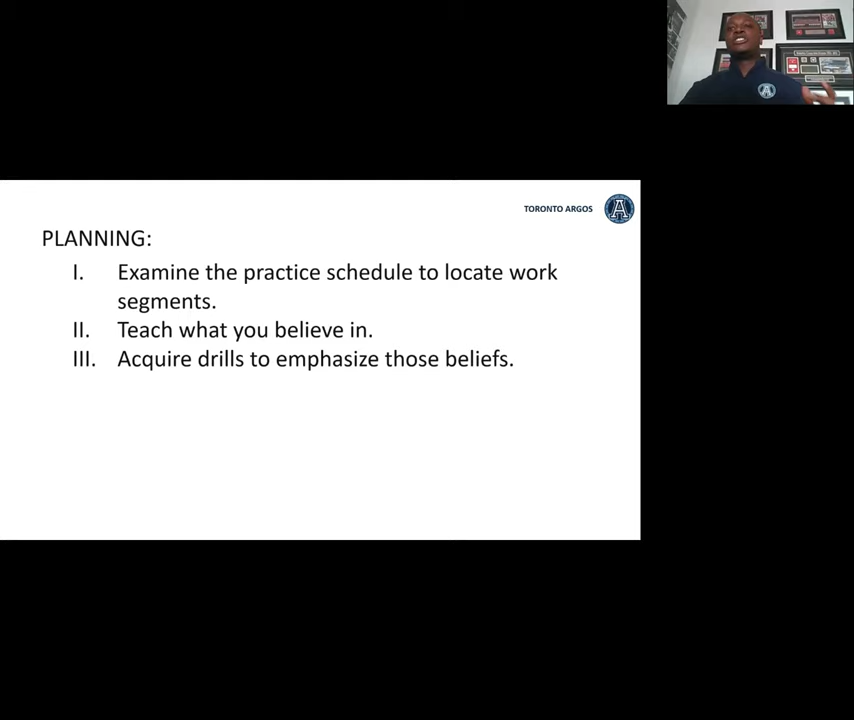 TORONTO ARGOS
A
PLANNING:
I. Examine the practice schedule to locate work
segments.
II. Teach what you believe in.
III. Acquire drills to emphasize those beliefs.
A